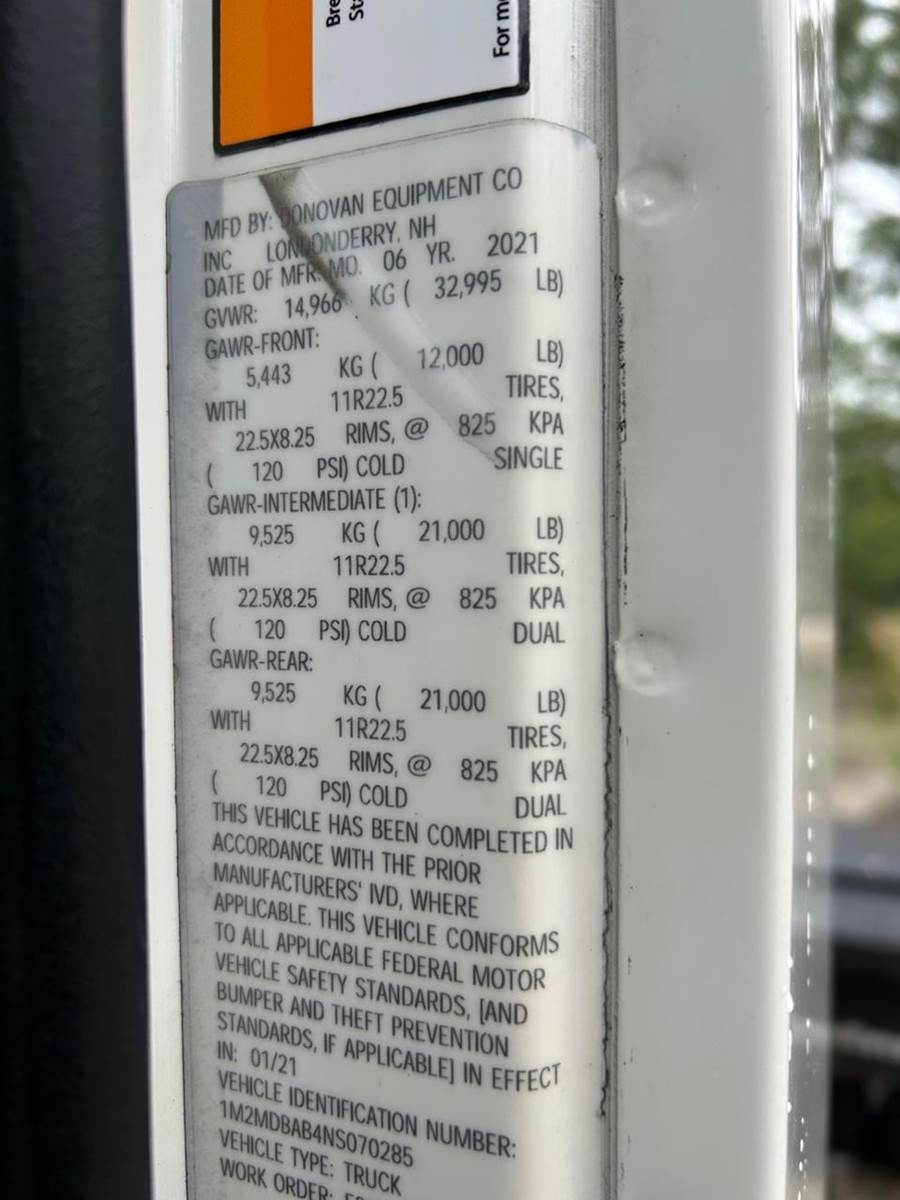 Bre
St
For m
MFD BY: DONOVAN EQUIPMENT CO
INC LONDONDERRY, NH
DATE OF MFR: MO. 06 YR. 2021
GVWR: 14,966 KG ( 32,995 LB)
GAWR-FRONT:
5,443 KG ( 12,000 LB)
WITH 11R22.5 TIRES,
22.5X8.25 RIMS, @ 825 KPA
( 120 PSI) COLD SINGLE
GAWR-INTERMEDIATE (1):
9,525 KG ( 21,000 LB)
WITH 11R22.5 TIRES,
22.5X8.25 RIMS, @ 825 KPA
( 120 PSI) COLD DUAL
GAWR-REAR:
9,525 KG ( 21,000 LB)
WITH 11R22.5 TIRES,
22.5X8.25 RIMS, @ 825 KPA
( 120 PSI) COLD DUAL
THIS VEHICLE HAS BEEN COMPLETED IN
ACCORDANCE WITH THE PRIOR
MANUFACTURERS' IVD, WHERE
APPLICABLE. THIS VEHICLE CONFORMS
TO ALL APPLICABLE FEDERAL MOTOR
VEHICLE SAFETY STANDARDS, [AND
BUMPER AND THEFT PREVENTION
STANDARDS, IF APPLICABLE] IN EFFECT
IN: 01/21
VEHICLE IDENTIFICATION NUMBER:
1M2MDBAB4NS070285
VEHICLE TYPE: TRUCK
WORK ORDER: